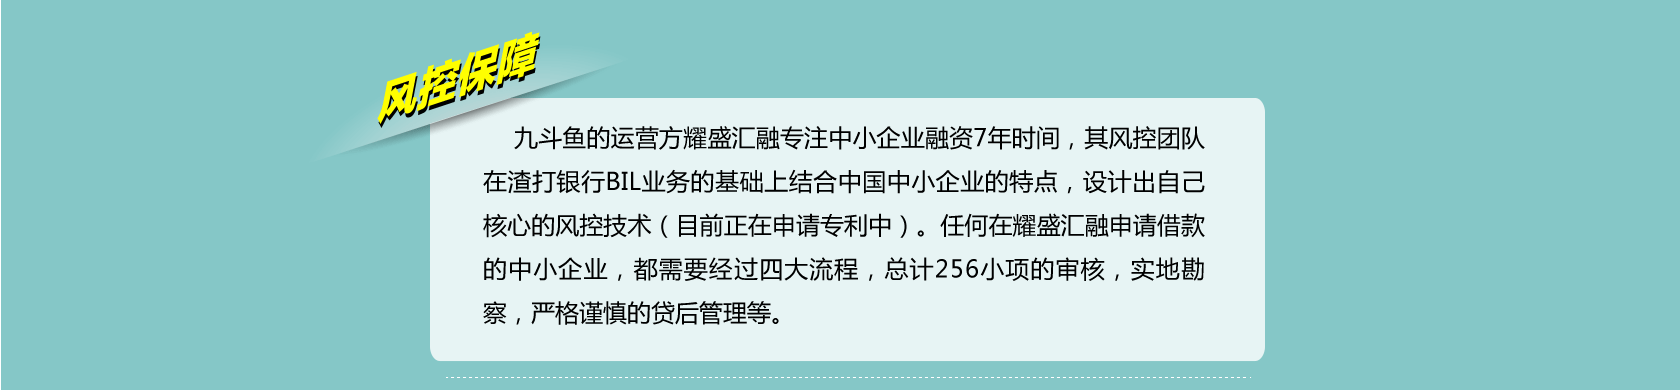 风控保障
九斗鱼的运营方耀盛汇融专注中小企业融资7年时间，其风控团队
在渣打银行BIL业务的基础上结合中国中小企业的特点，设计出自己
核心的风控技术（目前正在申请专利中）。任何在耀盛汇融申请借款
的中小企业，都需要经过四大流程，总计256小项的审核，实地勘
察，严格谨慎的贷后管理等。